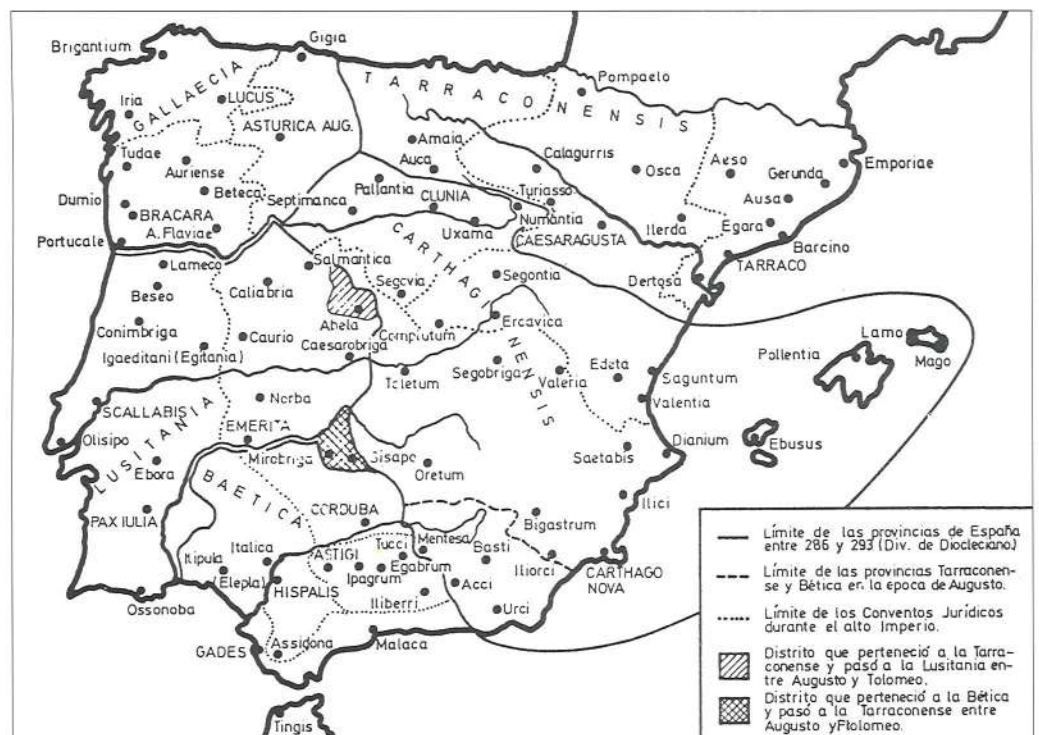 Brigantium
Gigia
Pompaelo
TARRACONENSIS
GALLAECIA
Iria
LUCUS
ASTURICA AUG.
Amaia
Auca
Calagurris
Osca
Aeso
Gerunda
Emporiae
Tudae
Auriense
Beteca
Septimanca
Pallantia
CLUNIA
Turiasso
Ausa
Dumio
BRACARA
A. Flaviae
Uxama
Numantia
CAESARAGUSTA
Ilerda
Egara
Barcino
Portucale
TARRACO
Lameco
Salmantica
CARTHAGINENSIS
Segovia
Segontia
Dertosa
Beseo
Caliabria
Abela
Complutum
Ercavica
Conimbriga
Caurio
Caesarobriga
Igaeditani (Egitania)
Toletum
Segobriga
Valeria
Edeta
Saguntum
Pollentia
Lamo
Mago
SCALLABIS
Norba
Valentia
Olisipo
LUSITANIA
EMERITA
Dianium
Ebusus
Ebora
Mirobriga
Sisapo
Oretum
Saetabis
BAETICA
PAX IULIA
CORDUBA
Ilici
Bigastrum
Italica
ASTIGI
Tucci
Mentesa
Basti
Ilipula
(Elepla)
Ipagrum
Egabrum
Iliorci
CARTHAGO
NOVA
Ossonoba
HISPALIS
Iliberri
Acci
Urci
GADES
Assidona
Malaca
Tingis
Límite de las provincias de España
entre 286 y 293 (Div. de Diocleciano)
Límite de las provincias Tarraconen-
se y Bética en la época de Augusto.
Límite de los Conventos Jurídicos
durante el alto Imperio.
Distrito que perteneció a la Tarra-
conense y pasó a la Lusitania en-
tre Augusto y Tolomeo.
Distrito que perteneció a la Bética
y pasó a la Tarraconense entre
Augusto y Ptolomeo.